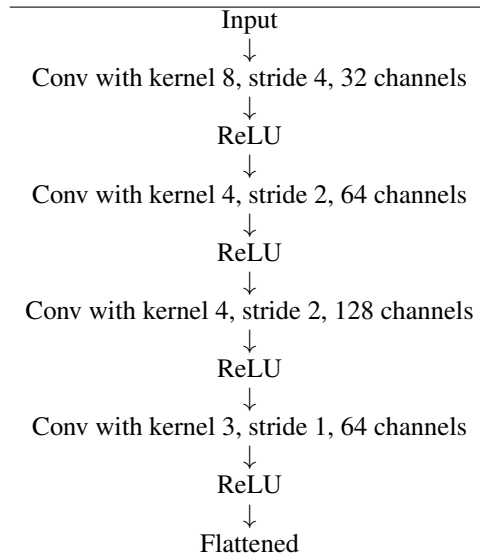 Input
↓
Conv with kernel 8, stride 4, 32 channels
↓
ReLU
↓
Conv with kernel 4, stride 2, 64 channels
↓
ReLU
↓
Conv with kernel 4, stride 2, 128 channels
↓
ReLU
↓
Conv with kernel 3, stride 1, 64 channels
↓
ReLU
↓
Flattened